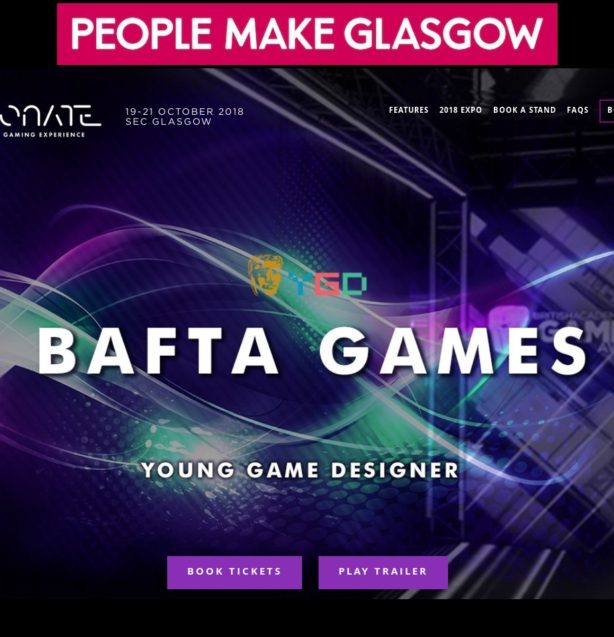 PEOPLE MAKE GLASGOW
ONATE
GAMING EXPERIENCE
19-21 OCTOBER 2018
SEC GLASGOW
FEATURES 2018 EXPO BOOK A STAND FAQS
YGD
BAFTA GAMES
YOUNG GAME DESIGNER
BOOK TICKETS PLAY TRAILER